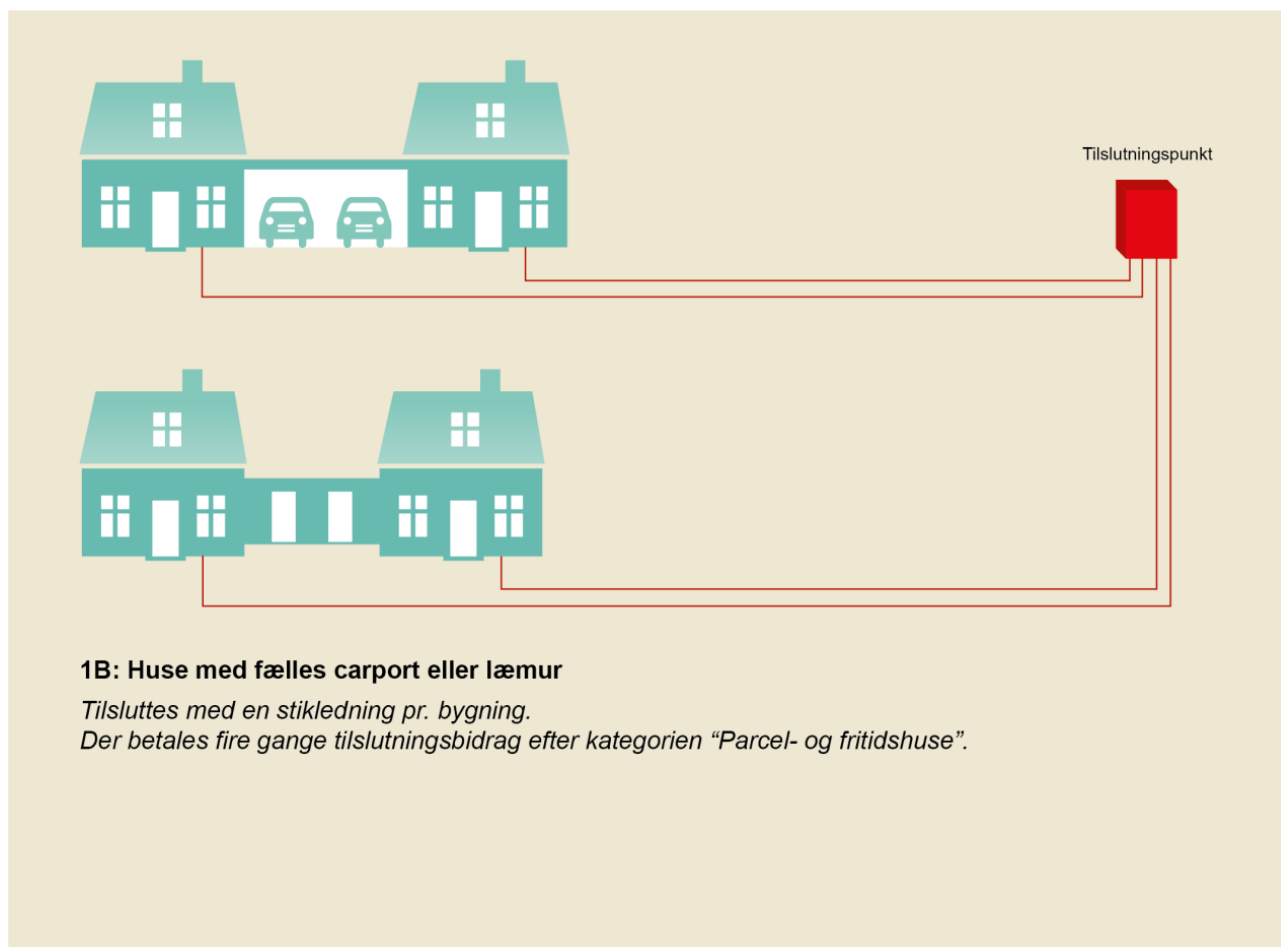 Tilslutningspunkt
1B: Huse med fælles carport eller læmur
Tilsluttes med en stikledning pr. bygning.
Der betales fire gange tilslutningsbidrag efter kategorien “Parcel- og fritidshuse”.